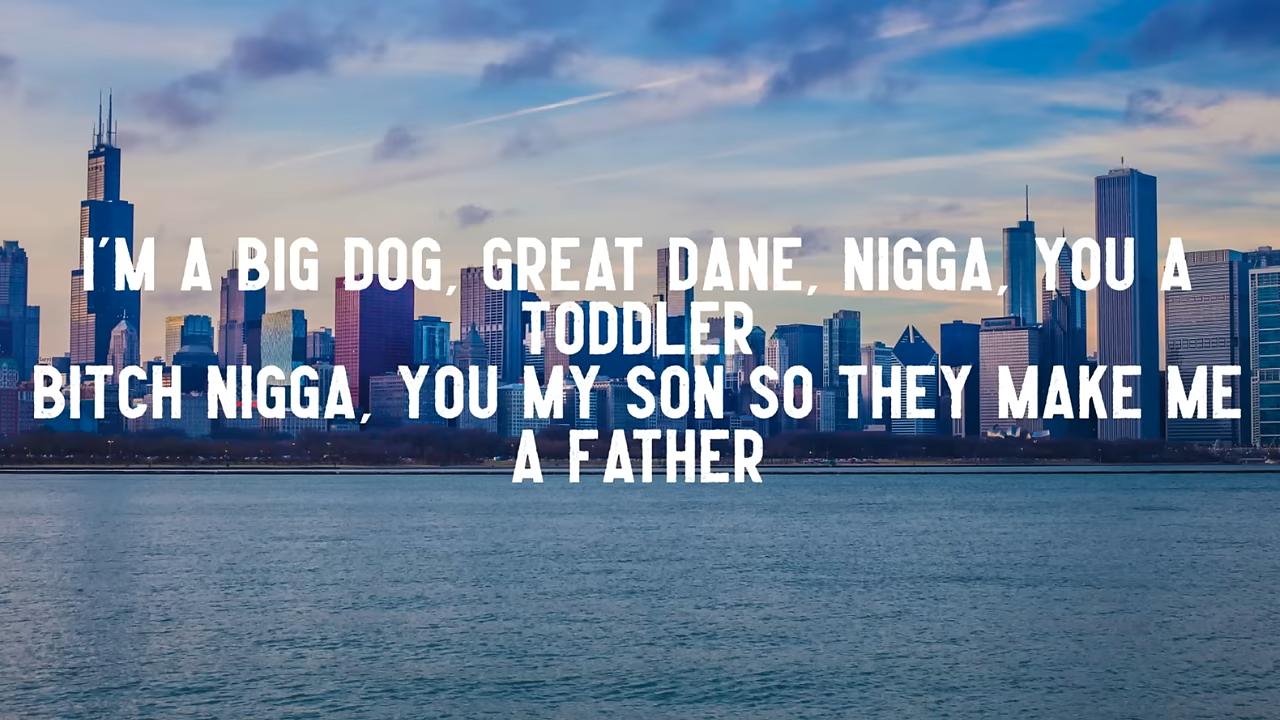 I'M A BIG DOG, GREAT DANE, NIGGA, YOU A
TODDLER
BITCH NIGGA, YOU MY SON SO THEY MAKE ME
A FATHER